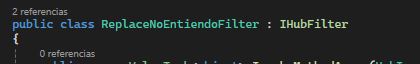 2 referencias
public class ReplaceNoEntiendoFilter : IHubFilter
{
0 referencias